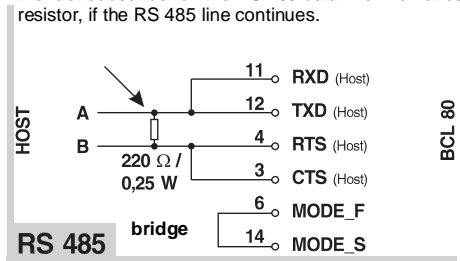 resistor, if the RS 485 line continues.
11 RXD (Host)
A 12 TXD (Host)
HOST
BCL 80
B 4 RTS (Host)
220 Ω /
0,25 W
3 CTS (Host)
6 MODE_F
bridge
RS 485
14 MODE_S